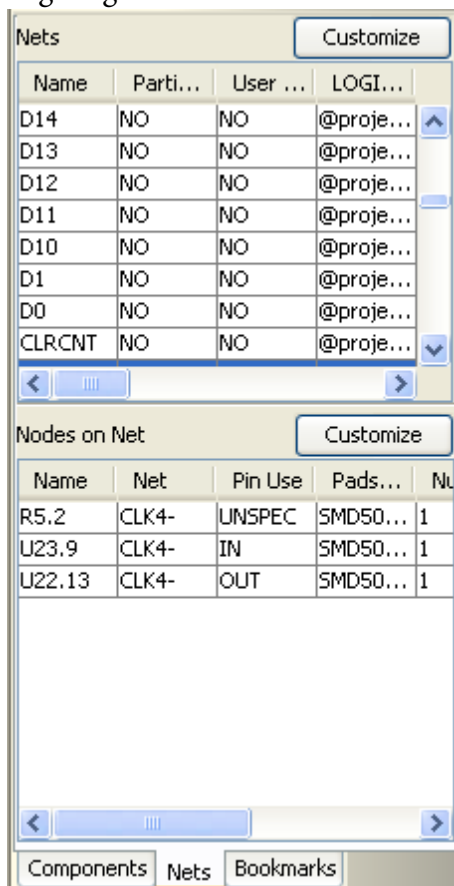 Nets Customize
Name Parti... User ... LOGI...
D14 NO NO @proje...
D13 NO NO @proje...
D12 NO NO @proje...
D11 NO NO @proje...
D10 NO NO @proje...
D1 NO NO @proje...
D0 NO NO @proje...
CLRCNT NO NO @proje...
Nodes on Net Customize
Name Net Pin Use Pads... Nu
R5.2 CLK4- UNSPEC SMD50... 1
U23.9 CLK4- IN SMD50... 1
U22.13 CLK4- OUT SMD50... 1
Components Nets Bookmarks